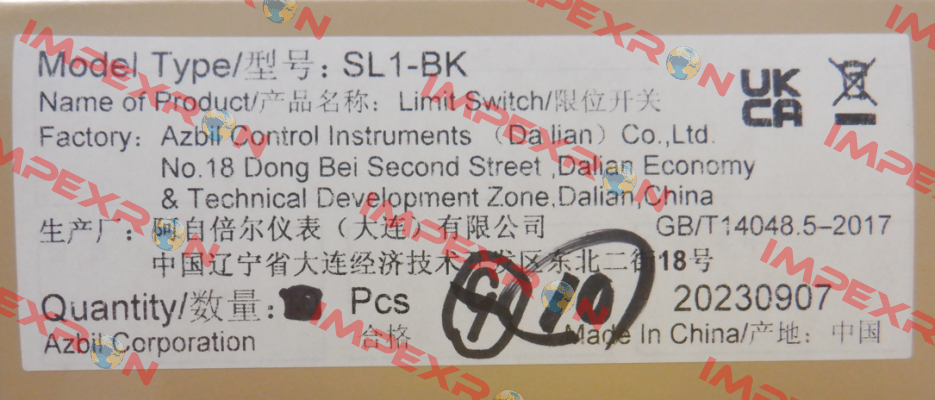 Model Type/型号: SL1-BK
Name of Product/产品名称: Limit Switch/限位开关
UK
CA
Factory: Azbil Control Instruments (Dalian) Co.,Ltd.
No.18 Dong Bei Second Street ,Dalian Economy
& Technical Development Zone,Dalian,China
生产厂: 阿自倍尔仪表(大连)有限公司 GB/T14048.5-2017
中国辽宁省大连经济技术开发区东北二街18号
Quantity/数量: Pcs 10 20230907
Azbil Corporation 合格 Made In China/产地: 中国
IMPEXRON